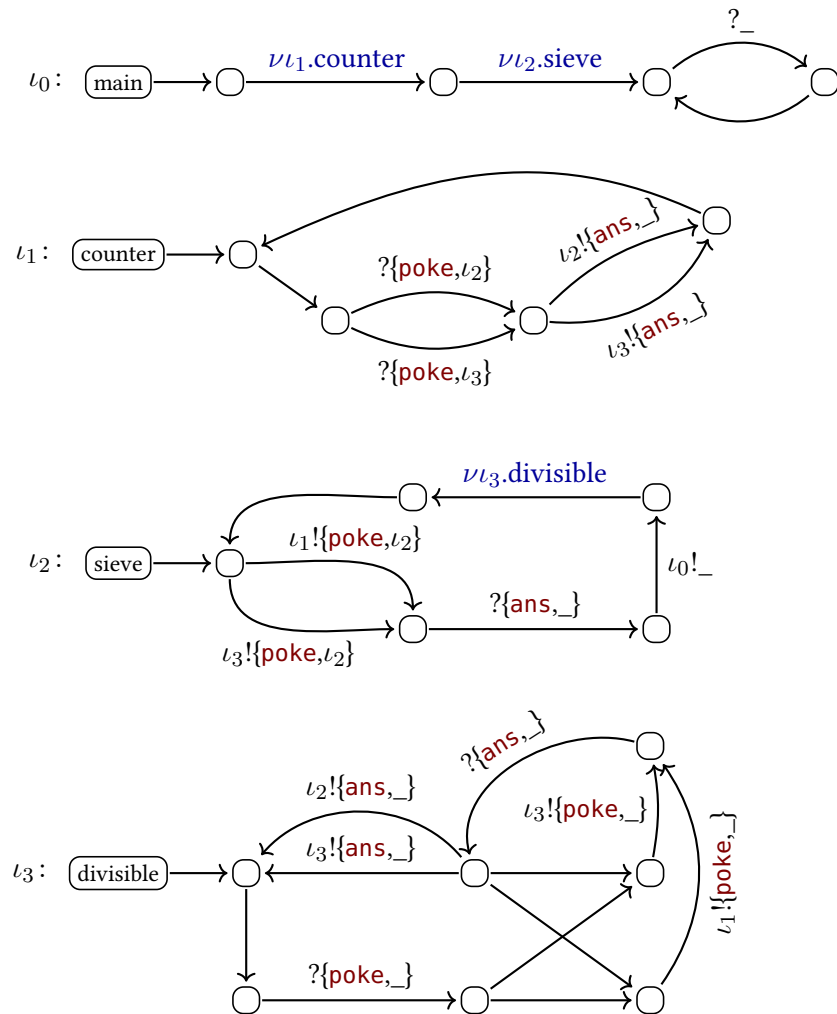 νι₁.counter νι₂.sieve ?_
ι₀: main
ι₁: counter
ι₂!{ans,_}
?{poke,ι₂}
ι₃!{ans,_}
?{poke,ι₃}
νι₃.divisible
ι₂: sieve ι₁!{poke,ι₂} ι₀!_
?{ans,_}
ι₃!{poke,ι₂}
?{ans,_}
ι₂!{ans,_} ι₃!{poke,_}
ι₃!{ans,_}
ι₃: divisible ι₁!{poke,_}
?{poke,_}